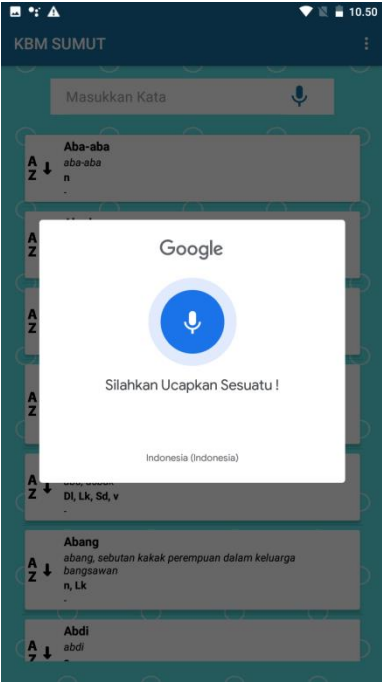 10.50
KBM SUMUT
Masukkan Kata
Aba-aba
A
Z
aba-aba
n
-
A
Z
Google
A
Z
Silahkan Ucapkan Sesuatu !
A
Z
Indonesia (Indonesia)
A
Z
Dl, Lk, Sd, v
-
Abang
abang, sebutan kakak perempuan dalam keluarga
A
Z
bangsawan
n, Lk
-
Abdi
A
Z
abdi